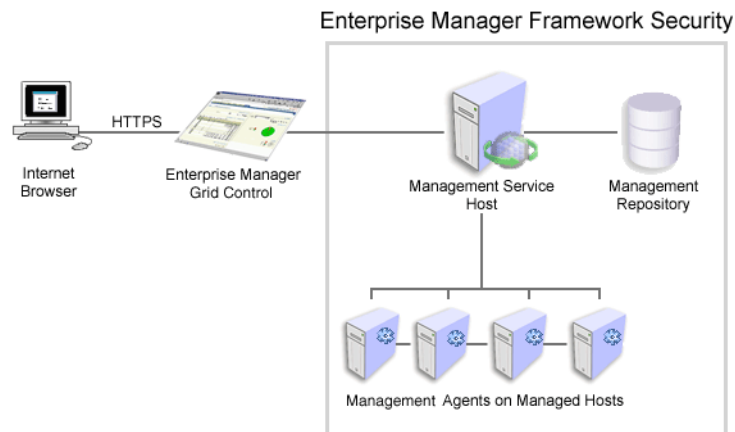 Enterprise Manager Framework Security
HTTPS
Internet
Browser
Enterprise Manager
Grid Control
Management Service
Host
Management
Repository
Management Agents on Managed Hosts